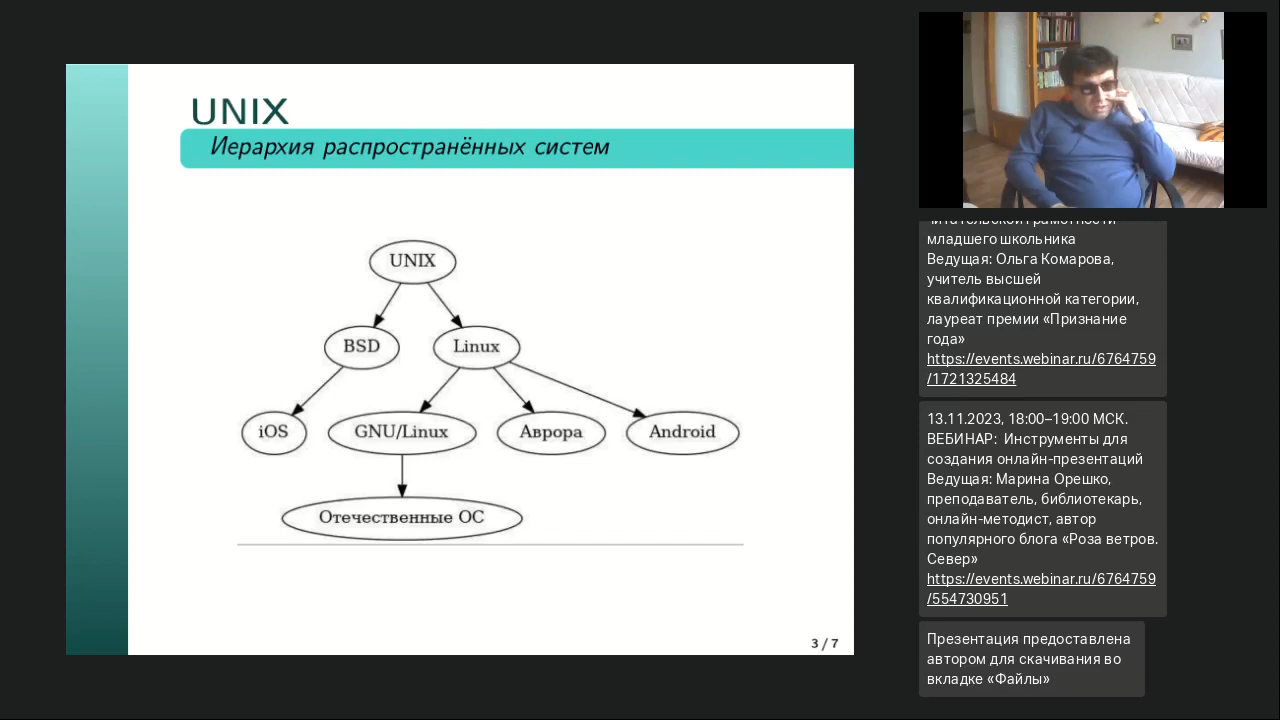 UNIX
Иерархия распространённых систем
UNIX
BSD
Linux
iOS
GNU/Linux
Аврора
Android
Отечественные ОС
3 / 7
читательской грамотности
младшего школьника
Ведущая: Ольга Комарова,
учитель высшей
квалификационной категории,
лауреат премии «Признание
года»
https://events.webinar.ru/6764759
/1721325484
13.11.2023, 18:00–19:00 МСК.
ВЕБИНАР: Инструменты для
создания онлайн-презентаций
Ведущая: Марина Орешко,
преподаватель, библиотекарь,
онлайн-методист, автор
популярного блога «Роза ветров.
Север»
https://events.webinar.ru/6764759
/554730951
Презентация предоставлена
автором для скачивания во
вкладке «Файлы»